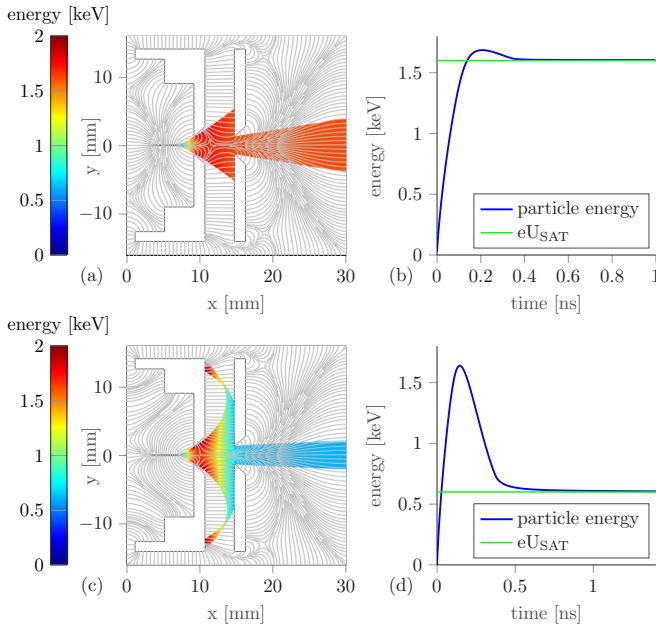 energy [keV]
2
1.5
1
0.5
0
10
0
−10
y [mm]
0 10 20 30
x [mm]
(a)
1.5
1
0.5
0
energy [keV]
particle energy
eU_SAT
0 0.2 0.4 0.6 0.8 1
time [ns]
(b)
energy [keV]
2
1.5
1
0.5
0
10
0
−10
y [mm]
0 10 20 30
x [mm]
(c)
1.5
1
0.5
0
energy [keV]
particle energy
eU_SAT
0 0.5 1
time [ns]
(d)